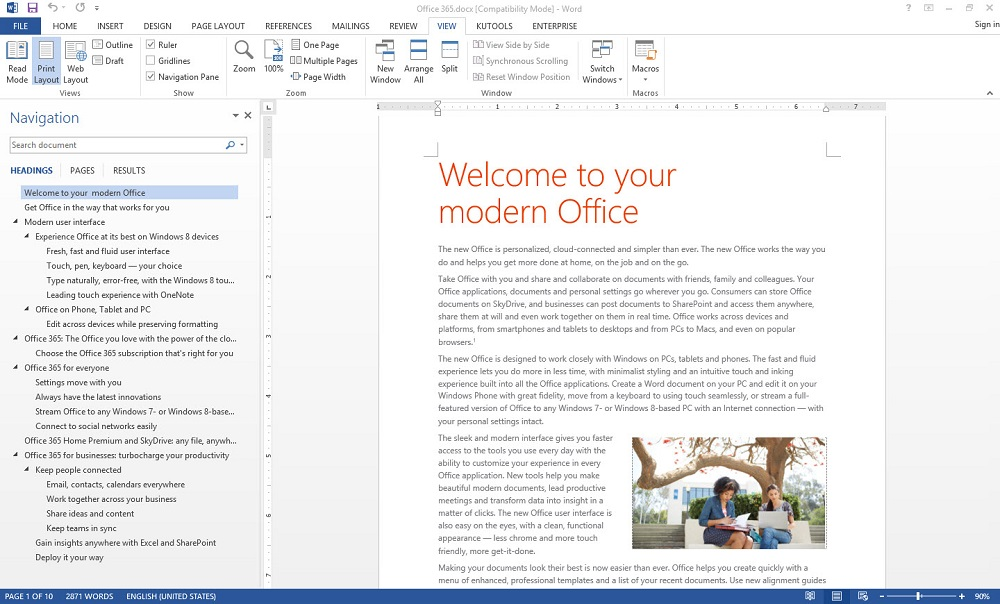 Office 365.docx [Compatibility Mode] - Word
?
Sign in
FILE HOME INSERT DESIGN PAGE LAYOUT REFERENCES MAILINGS REVIEW VIEW KUTOOLS ENTERPRISE
Read Mode
Print Layout
Web Layout
Outline
Draft
Views
Ruler
Gridlines
Navigation Pane
Show
Zoom
100%
One Page
Multiple Pages
Page Width
Zoom
New Window
Arrange All
Split
View Side by Side
Synchronous Scrolling
Reset Window Position
Window
Switch Windows
Macros
Macros
Navigation
Search document
HEADINGS PAGES RESULTS
Welcome to your modern Office
Get Office in the way that works for you
Modern user interface
Experience Office at its best on Windows 8 devices
Fresh, fast and fluid user interface
Touch, pen, keyboard — your choice
Type naturally, error-free, with the Windows 8 tou...
Leading touch experience with OneNote
Office on Phone, Tablet and PC
Edit across devices while preserving formatting
Office 365: The Office you love with the power of the clo...
Choose the Office 365 subscription that's right for you
Office 365 for everyone
Settings move with you
Always have the latest innovations
Stream Office to any Windows 7- or Windows 8-base...
Connect to social networks easily
Office 365 Home Premium and SkyDrive: any file, anywh...
Office 365 for businesses: turbocharge your productivity
Keep people connected
Email, contacts, calendars everywhere
Work together across your business
Share ideas and content
Keep teams in sync
Gain insights anywhere with Excel and SharePoint
Deploy it your way
1 1 2 3 4 5 6 7
1
2
3
4
5
6
7
Welcome to your
modern Office
The new Office is personalized, cloud-connected and simpler than ever. The new Office works the way you
do and helps you get more done at home, on the job and on the go.
Take Office with you and share and collaborate on documents with friends, family and colleagues. Your
Office applications, documents and personal settings go wherever you go. Consumers can store Office
documents on SkyDrive, and businesses can post documents to SharePoint and access them anywhere,
share them at will and even work together on them in real time. Office works across devices and
platforms, from smartphones and tablets to desktops and from PCs to Macs, and even on popular
browsers.¹
The new Office is designed to work closely with Windows on PCs, tablets and phones. The fast and fluid
experience lets you do more in less time, with minimalist styling and an intuitive touch and inking
experience built into all the Office applications. Create a Word document on your PC and edit it on your
Windows Phone with great fidelity, move from a keyboard to using touch seamlessly, or stream a full-
featured version of Office to any Windows 7- or Windows 8-based PC with an Internet connection — with
your personal settings intact.
The sleek and modern interface gives you faster
access to the tools you use every day with the
ability to customize your experience in every
Office application. New tools help you make
beautiful modern documents, lead productive
meetings and transform data into insight in a
matter of clicks. The new Office user interface is
also easy on the eyes, with a clean, functional
appearance — less chrome and more touch
friendly, more get-it-done.
Making your documents look their best is now easier than ever. Office helps you create quickly with a
menu of enhanced, professional templates and a list of your recent documents. Use new alignment guides
PAGE 1 OF 10 2871 WORDS ENGLISH (UNITED STATES)
90%